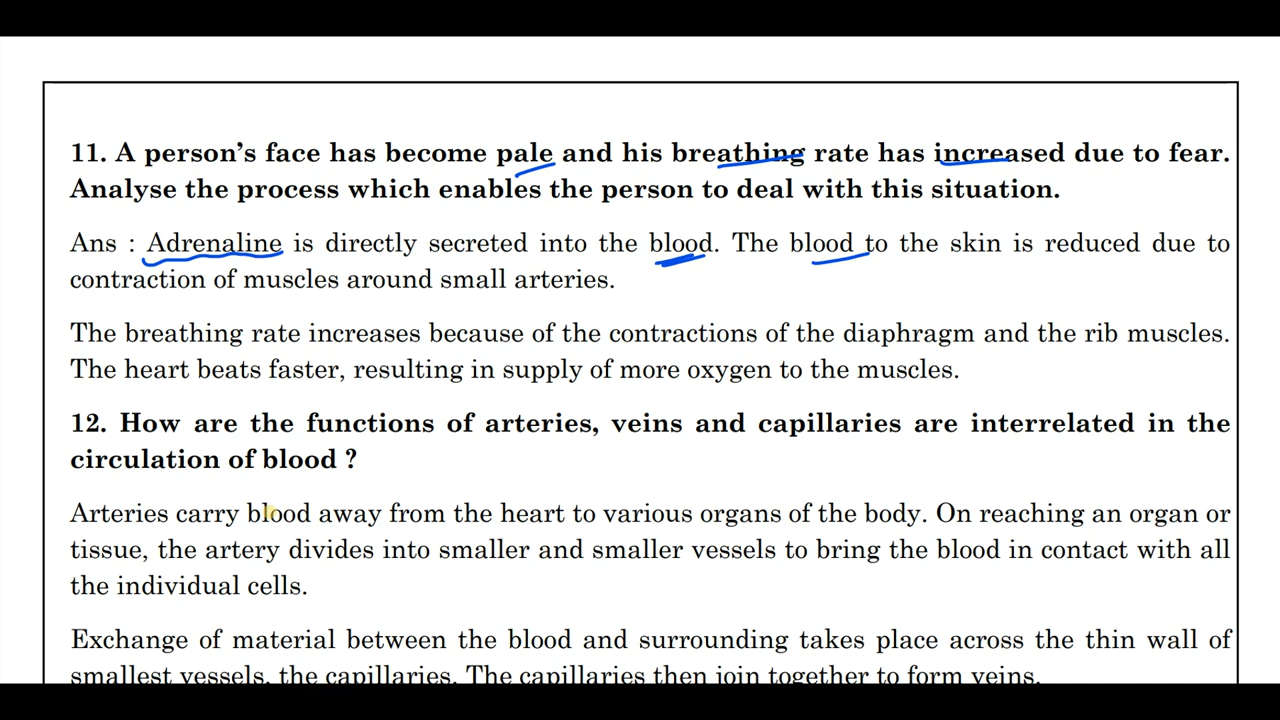 11. A person's face has become pale and his breathing rate has increased due to fear.
Analyse the process which enables the person to deal with this situation.
Ans : Adrenaline is directly secreted into the blood. The blood to the skin is reduced due to
contraction of muscles around small arteries.
The breathing rate increases because of the contractions of the diaphragm and the rib muscles.
The heart beats faster, resulting in supply of more oxygen to the muscles.
12. How are the functions of arteries, veins and capillaries are interrelated in the
circulation of blood ?
Arteries carry blood away from the heart to various organs of the body. On reaching an organ or
tissue, the artery divides into smaller and smaller vessels to bring the blood in contact with all
the individual cells.
Exchange of material between the blood and surrounding takes place across the thin wall of
smallest vessels, the capillaries. The capillaries then join together to form veins.